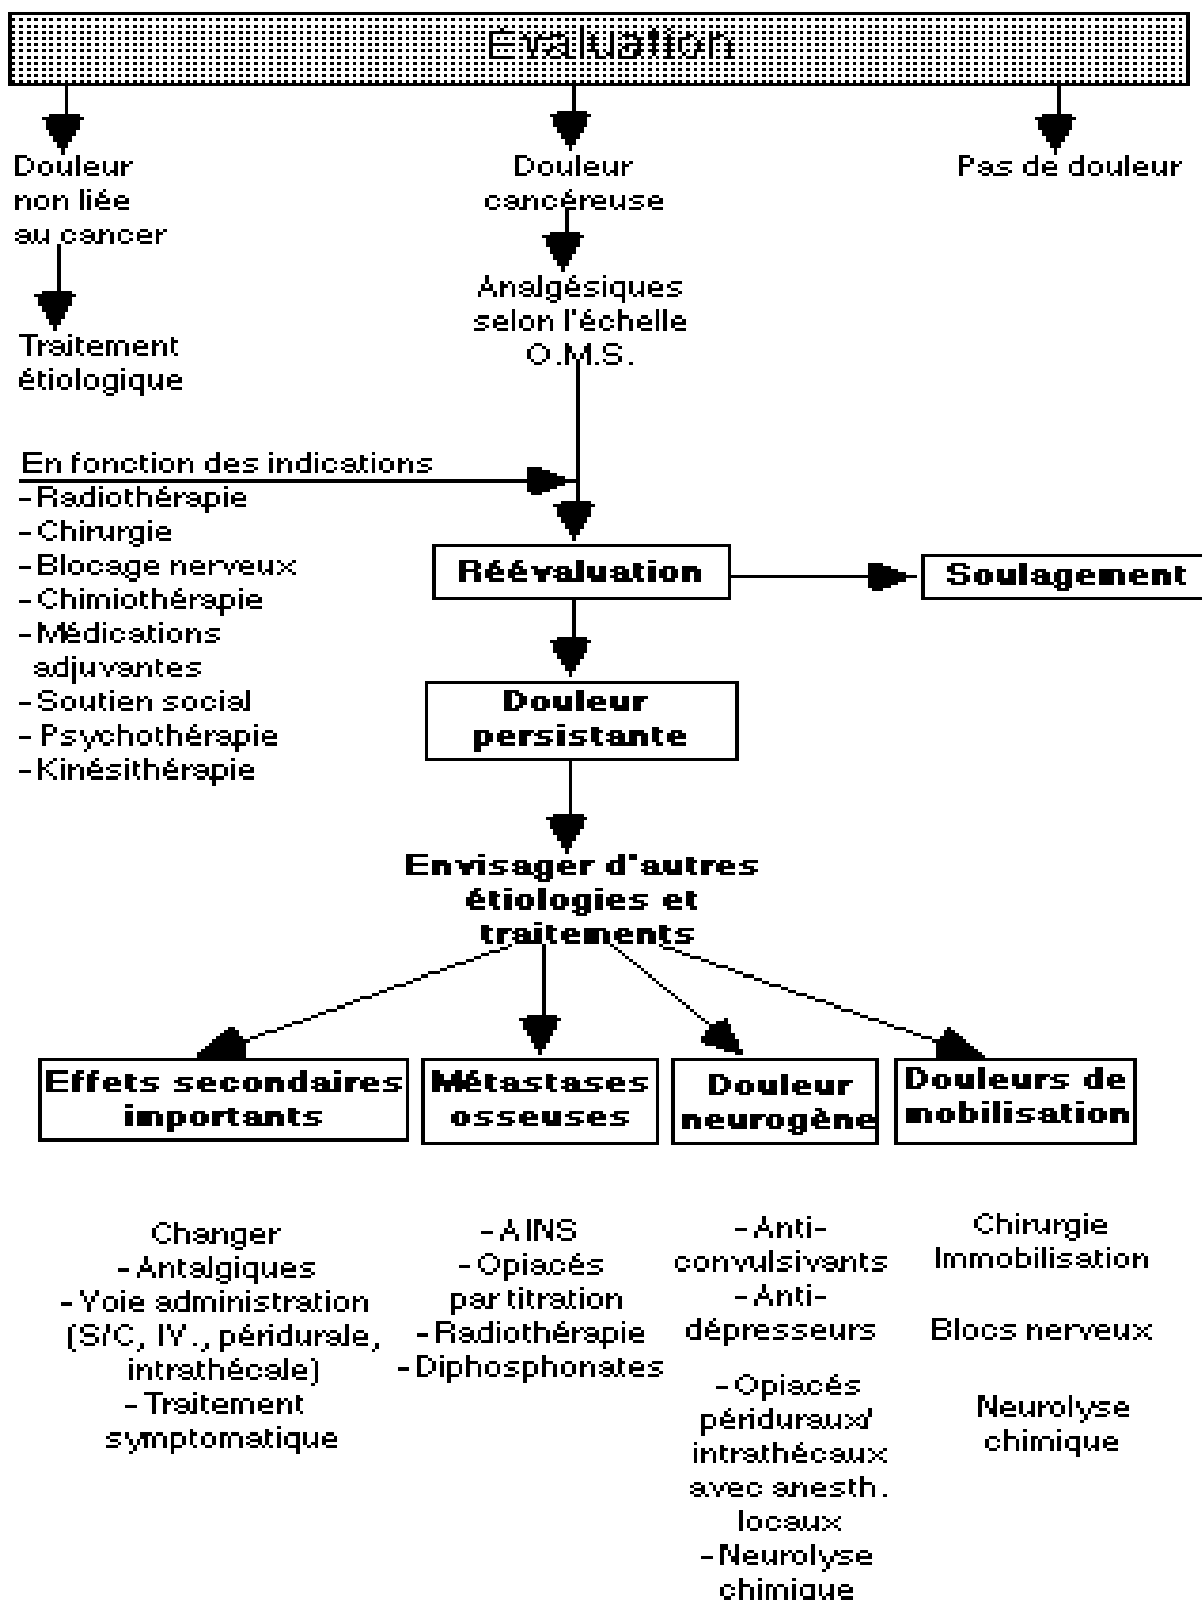 Évaluation
Douleur
non liée
au cancer
Douleur
cancéreuse
Pas de douleur
Traitement
étiologique
Analgésiques
selon l'échelle
O.M.S.
En fonction des indications
-Radiothérapie
-Chirurgie
-Blocage nerveux
-Chimiothérapie
-Médications
adjuvantes
-Soutien social
- Psychothérapie
-Kinésithérapie
Réévaluation
Soulagement
Douleur
persistante
Envisager d'autres
étiologies et
traitements
Effets secondaires
importants
Métastases
osseuses
Douleur
neurogène
Douleurs de
mobilisation
Changer
-Antalgiques
-Voie administration
(S/C, IV., péridurale,
intrathécale)
-Traitement
symptomatique
-AINS
-Opiacés
par titration
-Radiothérapie
-Diphosphonates
-Anti-
convulsivants
-Anti-
dépresseurs
-Opiacés
périduraux/
intrathécaux
avec anesth.
locaux
-Neurolyse
chimique
Chirurgie
Immobilisation
Blocs nerveux
Neurolyse
chimique